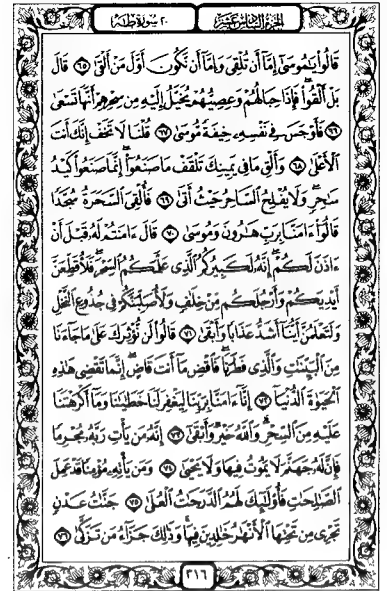 ٢٠ سورة طه
الجزء السادس عشر
قَالُوا۟ يَـٰمُوسَىٰٓ إِمَّآ أَن تُلْقِىَ وَإِمَّآ أَن نَّكُونَ أَوَّلَ مَنْ أَلْقَىٰ ٦٥ قَالَ
بَلْ أَلْقُوا۟ ۖ فَإِذَا حِبَالُهُمْ وَعِصِيُّهُمْ يُخَيَّلُ إِلَيْهِ مِن سِحْرِهِمْ أَنَّهَا تَسْعَىٰ
٦٦ فَأَوْجَسَ فِى نَفْسِهِۦ خِيفَةً مُّوسَىٰ ٦٧ قُلْنَا لَا تَخَفْ إِنَّكَ أَنتَ
ٱلْأَعْلَىٰ ٦٨ وَأَلْقِ مَا فِى يَمِينِكَ تَلْقَفْ مَا صَنَعُوٓا۟ ۖ إِنَّمَا صَنَعُوا۟ كَيْدُ
سَـٰحِرٍ ۖ وَلَا يُفْلِحُ ٱلسَّاحِرُ حَيْثُ أَتَىٰ ٦٩ فَأُلْقِىَ ٱلسَّحَرَةُ سُجَّدًا
قَالُوٓا۟ ءَامَنَّا بِرَبِّ هَـٰرُونَ وَمُوسَىٰ ٧٠ قَالَ ءَامَنتُمْ لَهُۥ قَبْلَ أَنْ
ءَاذَنَ لَكُمْ ۖ إِنَّهُۥ لَكَبِيرُكُمُ ٱلَّذِى عَلَّمَكُمُ ٱلسِّحْرَ ۖ فَلَأُقَطِّعَنَّ
أَيْدِيَكُمْ وَأَرْجُلَكُم مِّنْ خِلَـٰفٍ وَلَأُصَلِّبَنَّكُمْ فِى جُذُوعِ ٱلنَّخْلِ
وَلَتَعْلَمُنَّ أَيُّنَآ أَشَدُّ عَذَابًا وَأَبْقَىٰ ٧١ قَالُوا۟ لَن نُّؤْثِرَكَ عَلَىٰ مَا جَآءَنَا
مِنَ ٱلْبَيِّنَـٰتِ وَٱلَّذِى فَطَرَنَا ۖ فَٱقْضِ مَآ أَنتَ قَاضٍ ۖ إِنَّمَا تَقْضِى هَـٰذِهِ
ٱلْحَيَوٰةَ ٱلدُّنْيَآ ٧٢ إِنَّآ ءَامَنَّا بِرَبِّنَا لِيَغْفِرَ لَنَا خَطَـٰيَـٰنَا وَمَآ أَكْرَهْتَنَا
عَلَيْهِ مِنَ ٱلسِّحْرِ ۗ وَٱللَّهُ خَيْرٌ وَأَبْقَىٰٓ ٧٣ إِنَّهُۥ مَن يَأْتِ رَبَّهُۥ مُجْرِمًا
فَإِنَّ لَهُۥ جَهَنَّمَ لَا يَمُوتُ فِيهَا وَلَا يَحْيَىٰ ٧٤ وَمَن يَأْتِهِۦ مُؤْمِنًا قَدْ عَمِلَ
ٱلصَّـٰلِحَـٰتِ فَأُو۟لَـٰٓئِكَ لَهُمُ ٱلدَّرَجَـٰتُ ٱلْعُلَىٰ ٧٥ جَنَّـٰتُ عَدْنٍ
تَجْرِى مِن تَحْتِهَا ٱلْأَنْهَـٰرُ خَـٰلِدِينَ فِيهَا ۚ وَذَٰلِكَ جَزَآءُ مَن تَزَكَّىٰ ٧٦
٣١٦